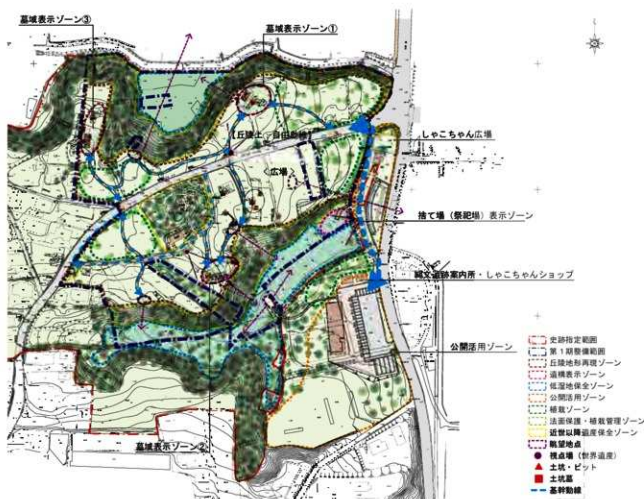 墓域表示ゾーン③
墓域表示ゾーン①
しゃこちゃん広場
【丘陵上・自由動線】
〈広場〉
捨て場（祭祀場）表示ゾーン
縄文遺跡案内所・しゃこちゃんショップ
公開活用ゾーン
墓域表示ゾーン2
史跡指定範囲
第1期整備範囲
丘陵地形再現ゾーン
遺構表示ゾーン
低湿地保全ゾーン
公開活用ゾーン
植栽ゾーン
法面保護・植栽管理ゾーン
近世以降遺産保全ゾーン
眺望地点
視点場（世界遺産）
土坑・ピット
土坑墓
基幹動線